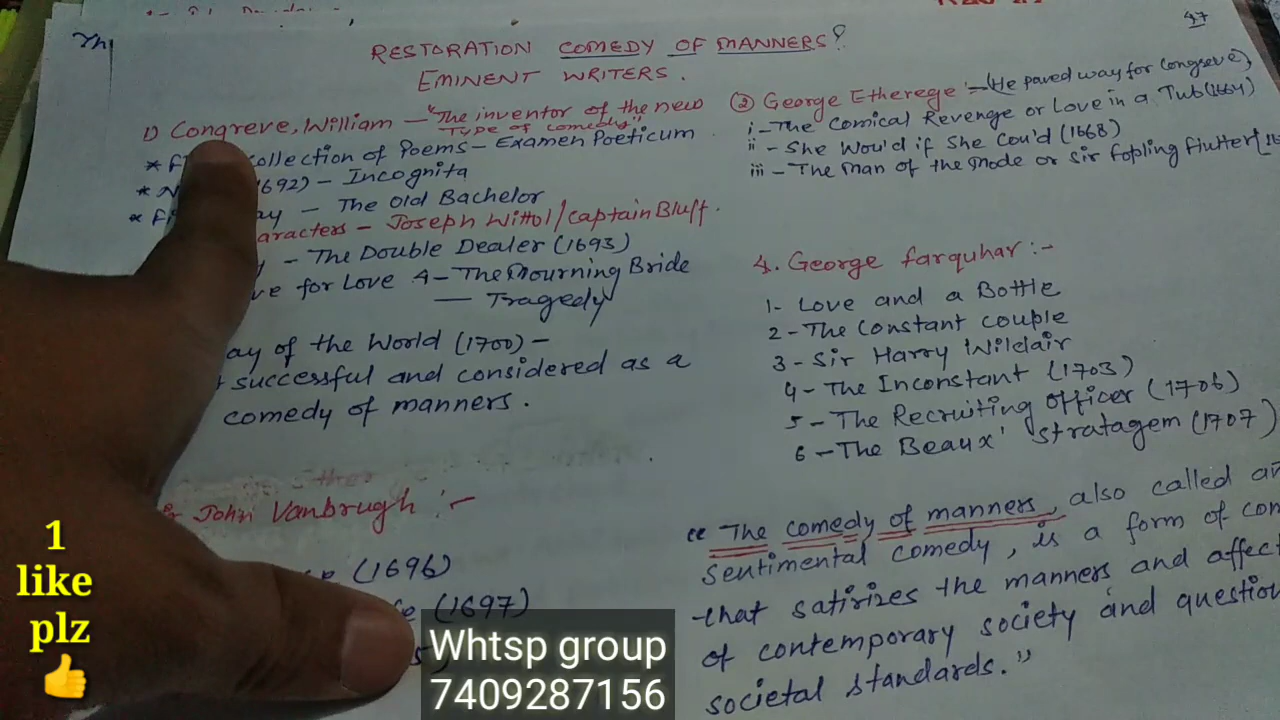 47
RESTORATION COMEDY OF MANNERS?
EMINENT WRITERS.
1) Congreve, William — "The inventor of the new
Type of comedy"
* collection of Poems — Examen Poeticum
* 1692) — Incognita
* — The Old Bachelor
aracters — Joseph Wittol/Captain Bluff.
— The Double Dealer (1693)
ve for Love 4 — The Mourning Bride
— Tragedy
ay of the World (1700) —
successful and considered as a
comedy of manners.
John Vanbrugh :-
(1696)
(1697)
② George Etherege :- (He paved way for Congreve)
i - The Comical Revenge or Love in a Tub (1664)
ii - She Wou'd if She Cou'd (1668)
iii - The Man of the Mode or Sir Fopling Flutter
4. George farquhar :-
1- Love and a Bottle
2 - The Constant couple
3 - Sir Harry Wildair
4 - The Inconstant (1703)
5 - The Recruiting Officer (1706)
6 - The Beaux' Stratagem (1707)
"The comedy of manners, also called an
sentimental comedy, is a form of com
that satirizes the manners and affect
of contemporary society and question
societal standards."
1
like
plz
Whtsp group
7409287156